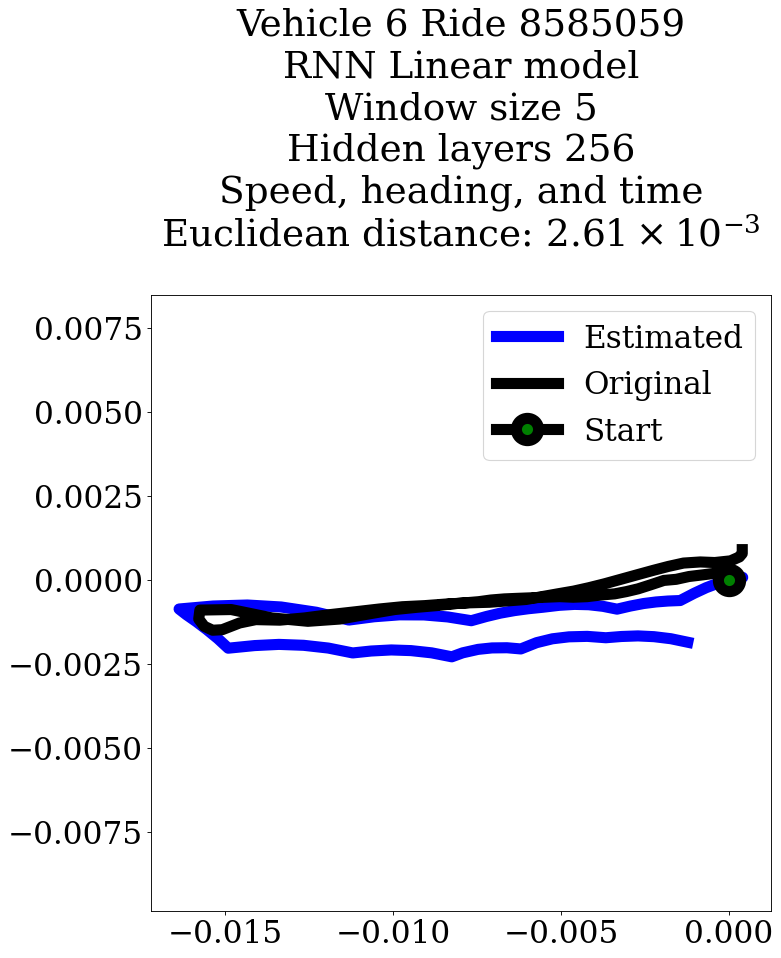 Vehicle 6 Ride 8585059
RNN Linear model
Window size 5
Hidden layers 256
Speed, heading, and time
Euclidean distance: 2.61 × 10⁻³
Estimated
Original
Start
0.0075
0.0050
0.0025
0.0000
−0.0025
−0.0050
−0.0075
−0.015 −0.010 −0.005 0.000